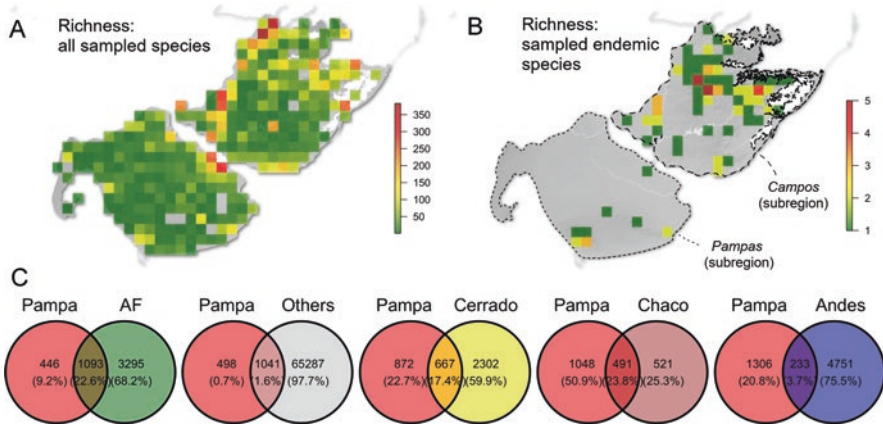 A
Richness:
all sampled species
350
300
250
200
150
100
50
B
Richness:
sampled endemic
species
5
4
3
2
1
Campos
(subregion)
Pampas
(subregion)
C
Pampa AF
446 1093 3295
(9.2%) (22.6%) (68.2%)
Pampa Others
498 1041 65287
(0.7%) (1.6%) (97.7%)
Pampa Cerrado
872 667 2302
(22.7%) (17.4%) (59.9%)
Pampa Chaco
1048 491 521
(50.9%) (23.8%) (25.3%)
Pampa Andes
1306 233 4751
(20.8%) (3.7%) (75.5%)